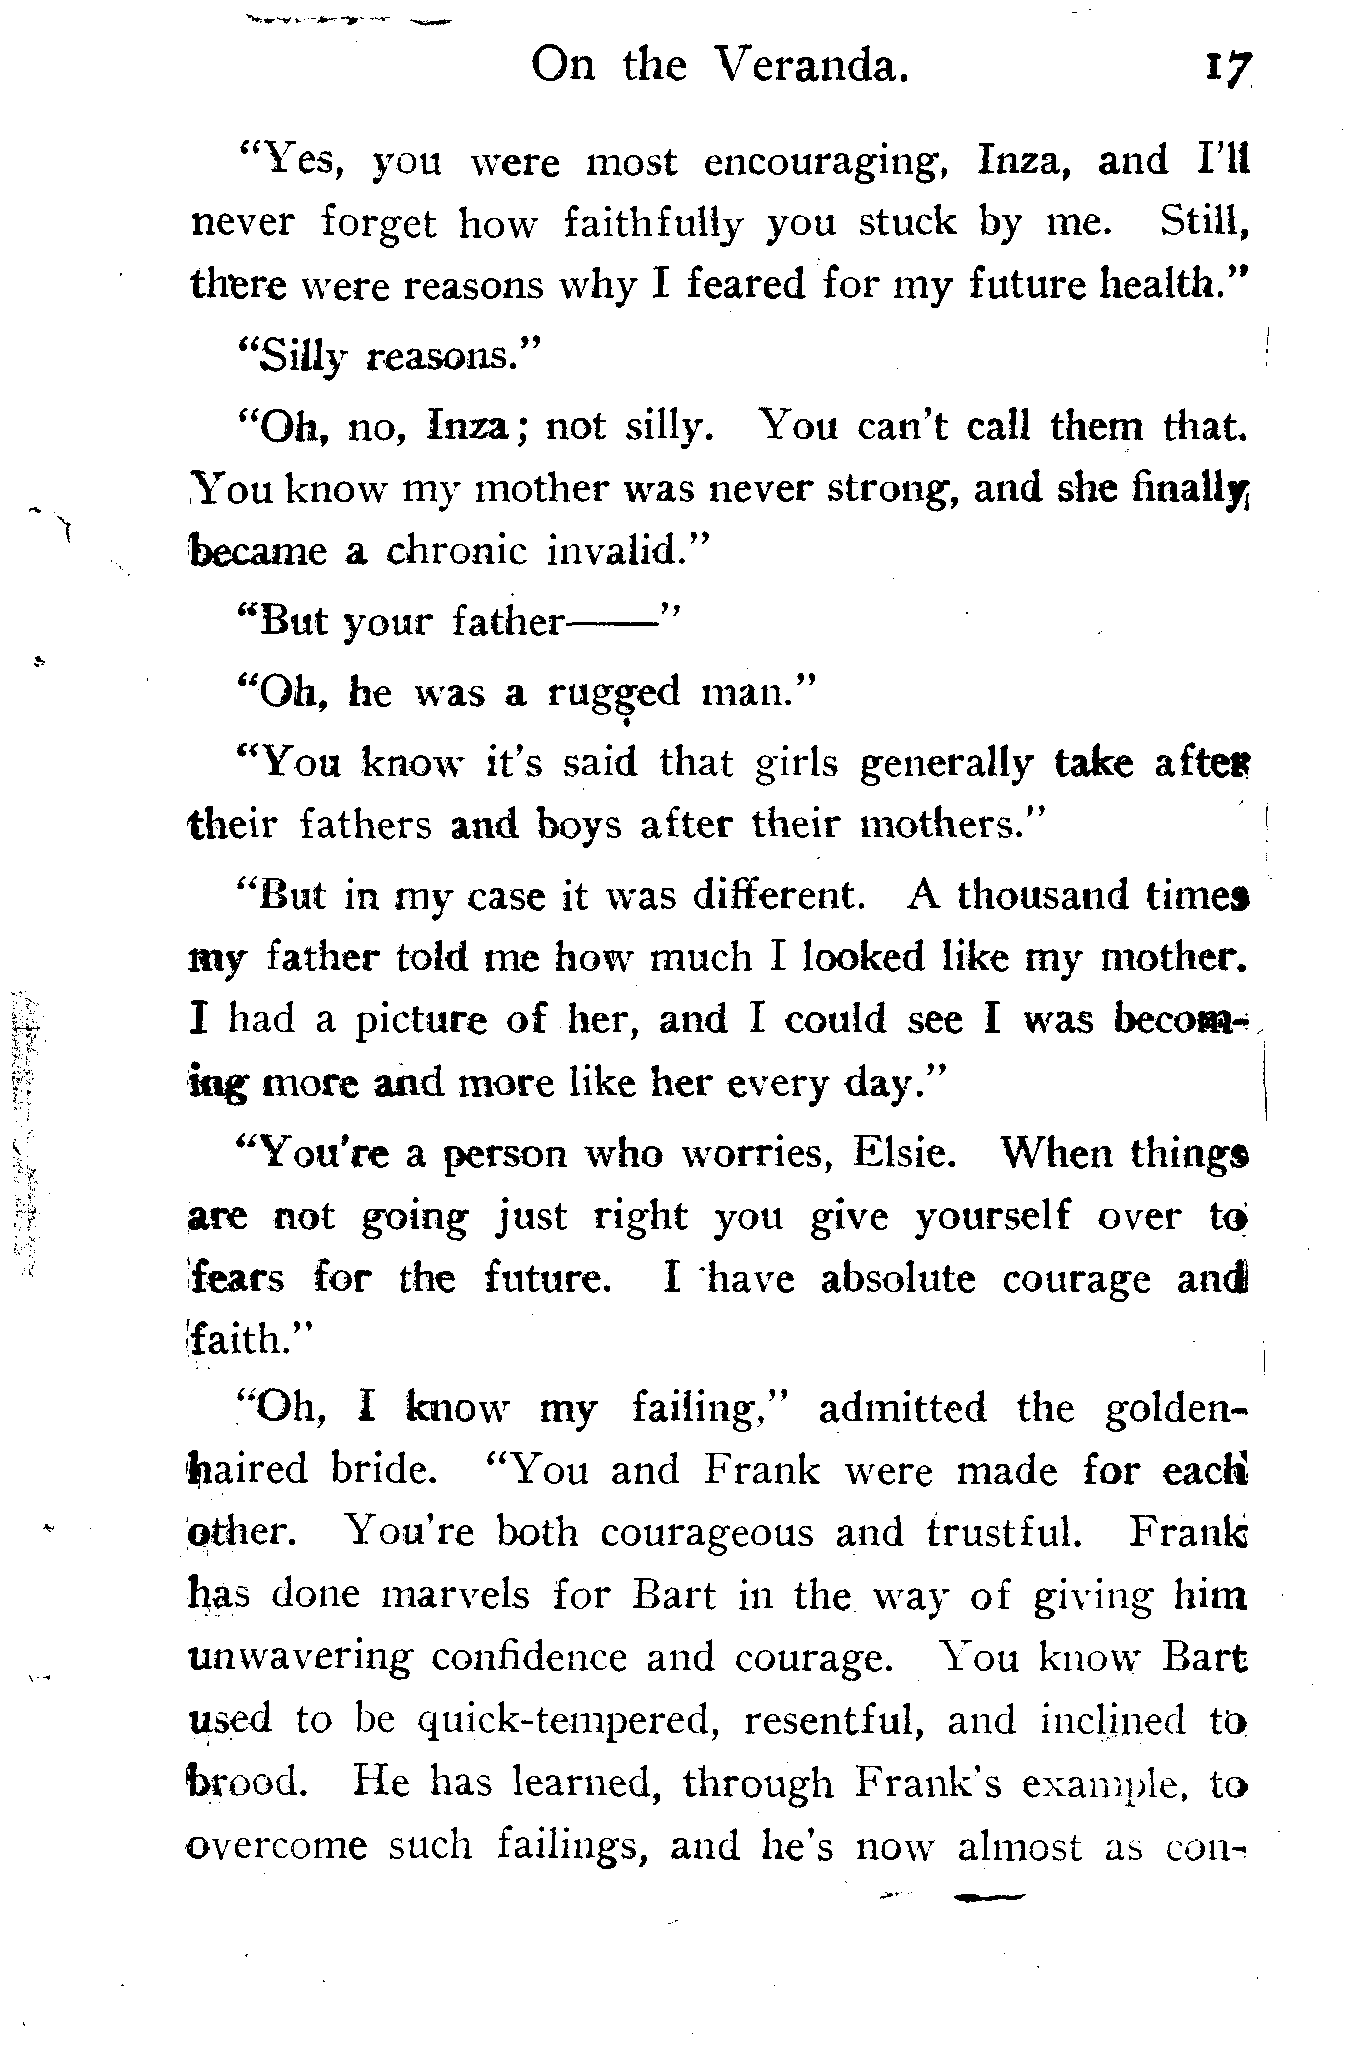 On the Veranda. 17
"Yes, you were most encouraging, Inza, and I'll
never forget how faithfully you stuck by me. Still,
there were reasons why I feared for my future health."
"Silly reasons."
"Oh, no, Inza; not silly. You can't call them that.
You know my mother was never strong, and she finally
became a chronic invalid."
"But your father——"
"Oh, he was a rugged man."
"You know it's said that girls generally take after
their fathers and boys after their mothers."
"But in my case it was different. A thousand times
my father told me how much I looked like my mother.
I had a picture of her, and I could see I was becom-
ing more and more like her every day."
"You're a person who worries, Elsie. When things
are not going just right you give yourself over to
fears for the future. I have absolute courage and
faith."
"Oh, I know my failing," admitted the golden-
haired bride. "You and Frank were made for each
other. You're both courageous and trustful. Frank
has done marvels for Bart in the way of giving him
unwavering confidence and courage. You know Bart
used to be quick-tempered, resentful, and inclined to
brood. He has learned, through Frank's example, to
overcome such failings, and he's now almost as con-